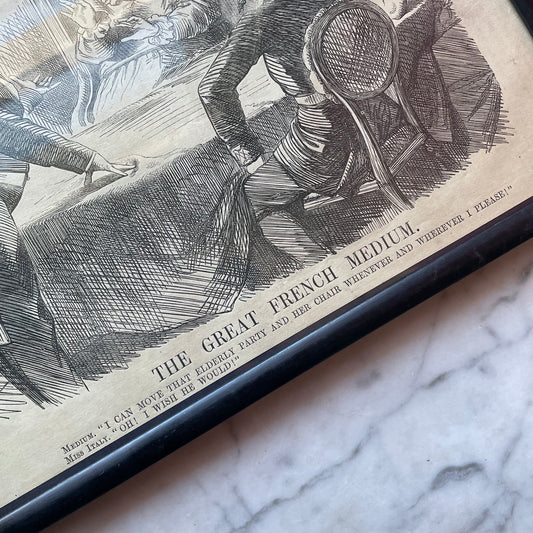 THE GREAT FRENCH MEDIUM.
MEDIUM. "I CAN MOVE THAT ELDERLY PARTY AND HER CHAIR WHENEVER AND WHEREVER I PLEASE!"
MISS ITALY. "OH! I WISH HE WOULD!"